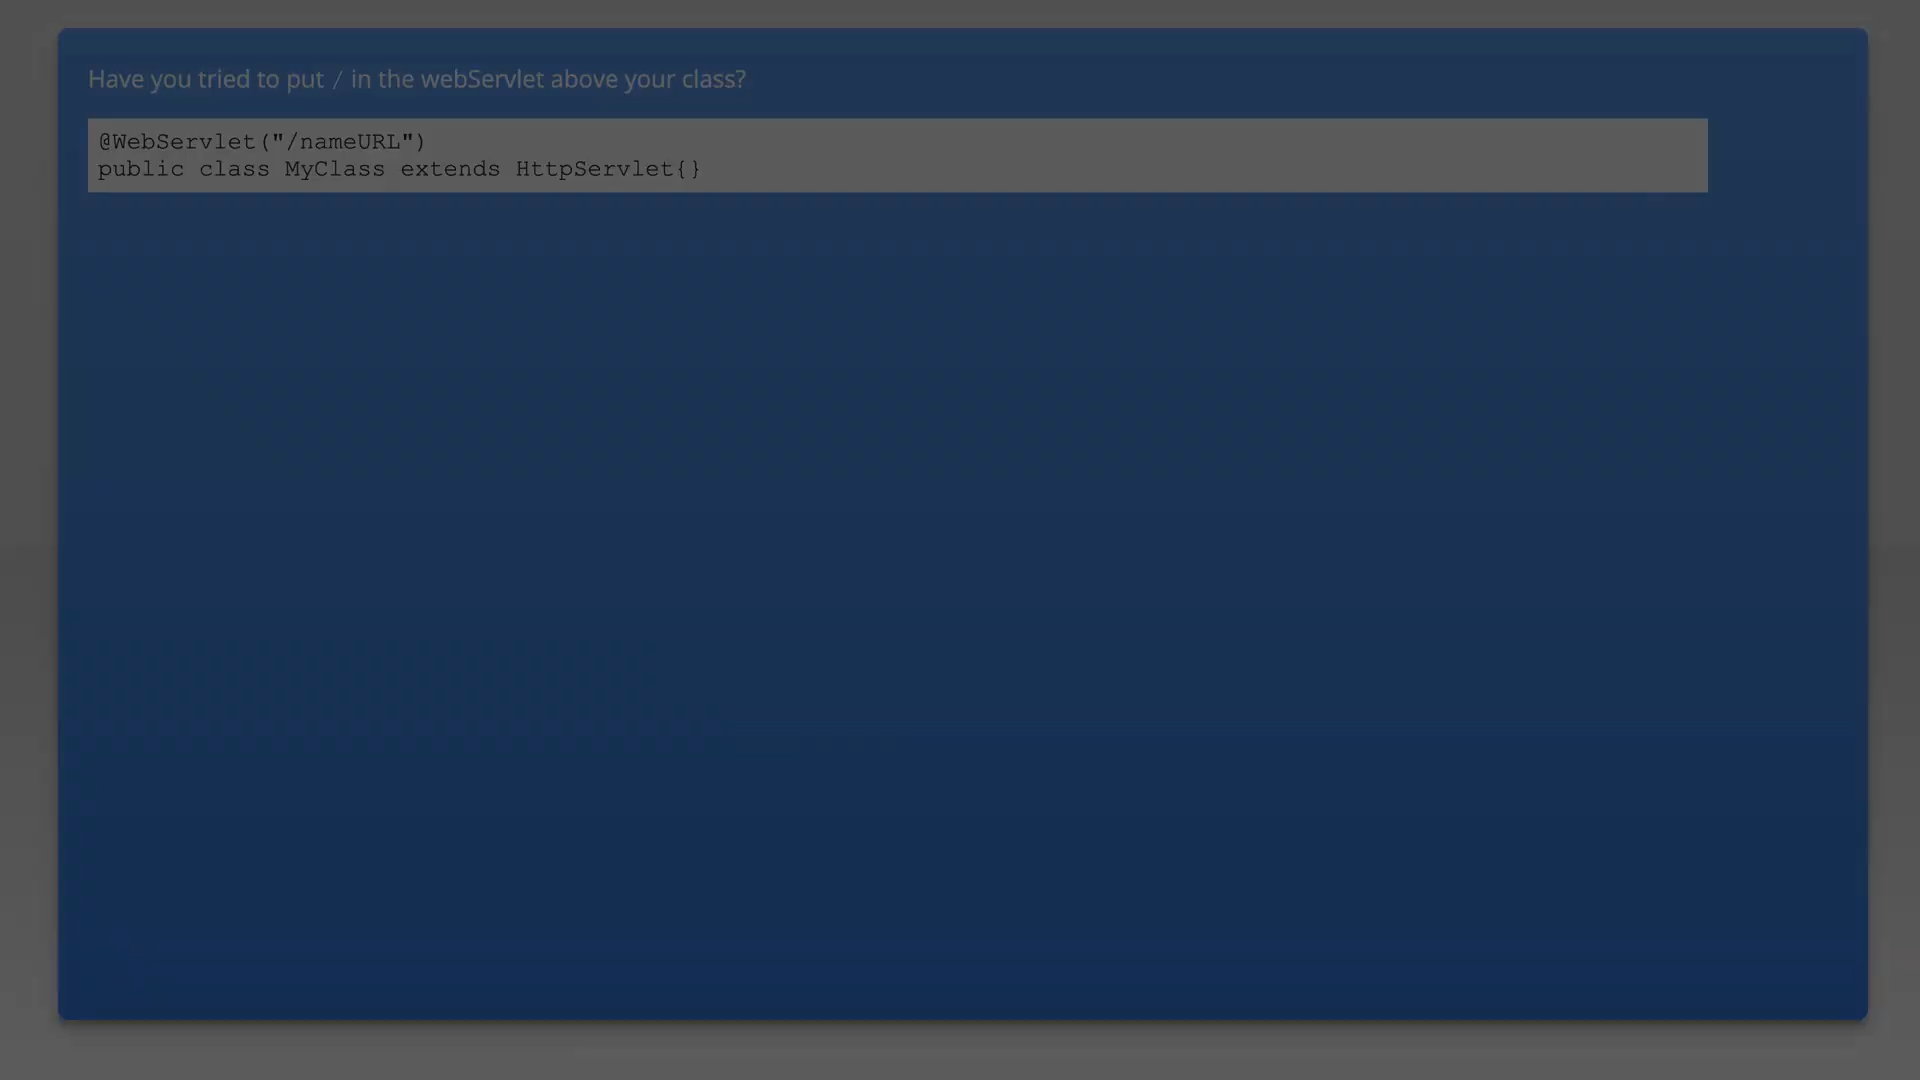 Have you tried to put / in the webServlet above your class?
@WebServlet("/nameURL")
public class MyClass extends HttpServlet{}